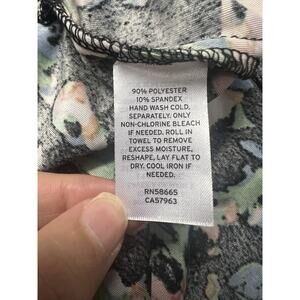 90% POLYESTER
10% SPANDEX
HAND WASH COLD,
SEPARATELY. ONLY
NON-CHLORINE BLEACH
IF NEEDED. ROLL IN
TOWEL TO REMOVE
EXCESS MOISTURE,
RESHAPE, LAY FLAT TO
DRY. COOL IRON IF
NEEDED.
RN58665
CA57963